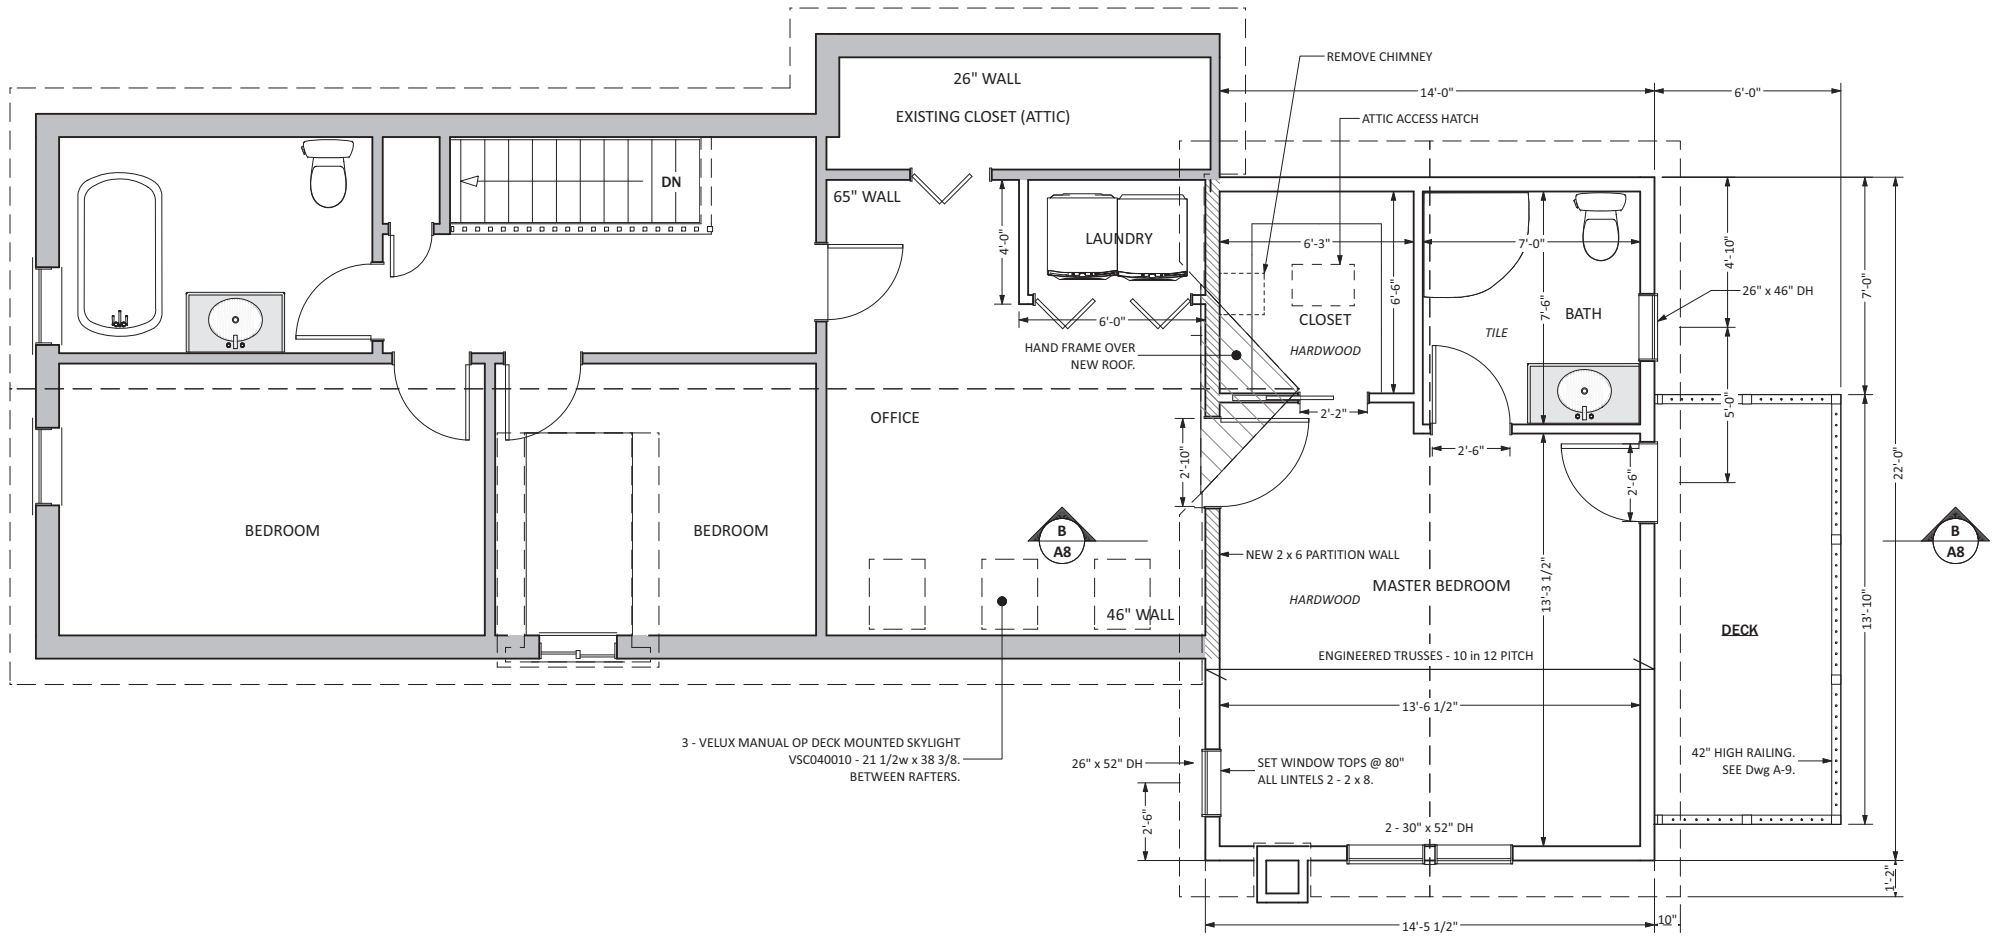 26" WALL
EXISTING CLOSET (ATTIC)
REMOVE CHIMNEY
14'-0"
6'-0"
ATTIC ACCESS HATCH
DN
65" WALL
4'-0"
LAUNDRY
6'-0"
6'-3"
6'-6"
CLOSET
HARDWOOD
7'-0"
7'-6"
BATH
TILE
4'-10"
7'-0"
26" x 46" DH
HAND FRAME OVER
NEW ROOF.
OFFICE
2'-2"
2'-10"
2'-6"
2'-6"
5'-0"
22'-0"
BEDROOM
BEDROOM
B
A8
B
A8
NEW 2 x 6 PARTITION WALL
MASTER BEDROOM
HARDWOOD
13'-3 1/2"
46" WALL
DECK
13'-10"
ENGINEERED TRUSSES - 10 in 12 PITCH
13'-6 1/2"
3 - VELUX MANUAL OP DECK MOUNTED SKYLIGHT
VSC040010 - 21 1/2w x 38 3/8.
BETWEEN RAFTERS.
26" x 52" DH
SET WINDOW TOPS @ 80"
ALL LINTELS 2 - 2 x 8.
42" HIGH RAILING.
SEE Dwg A-9.
2'-6"
2 - 30" x 52" DH
1'-2"
14'-5 1/2"
10"